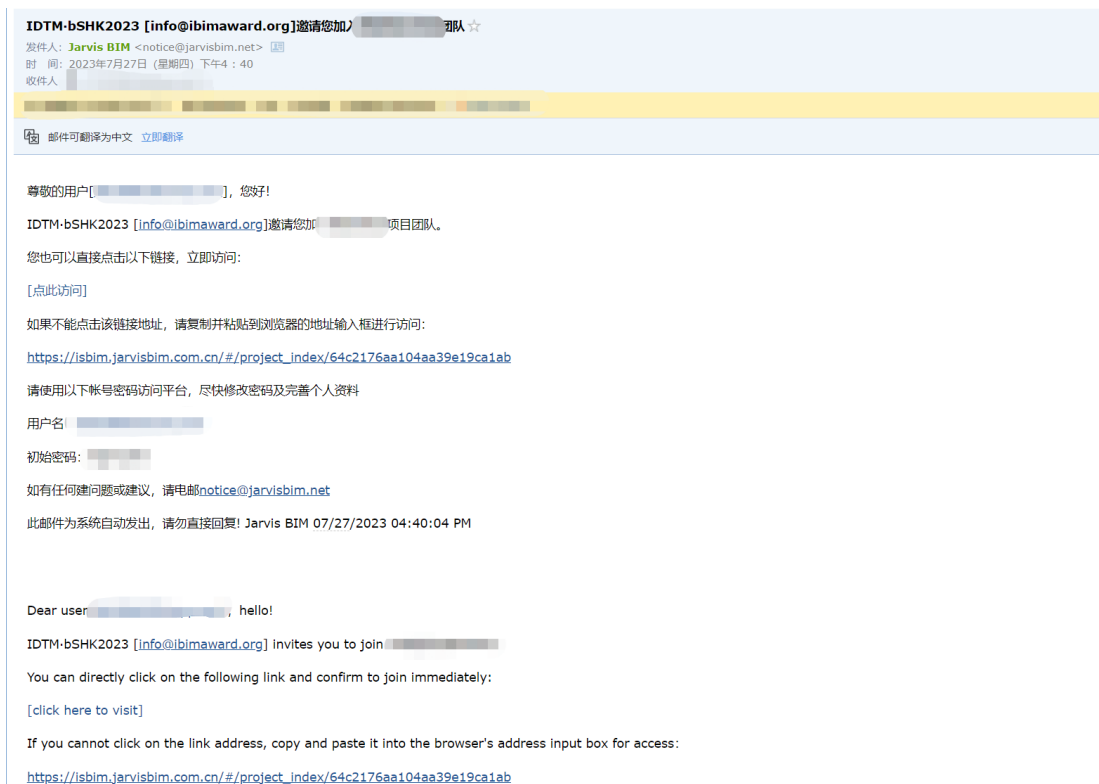 IDTM·bSHK2023 [info@ibimaward.org]邀请您加 团队
发件人：Jarvis BIM <notice@jarvisbim.net>
时 间：2023年7月27日 (星期四) 下午4：40
收件人
邮件可翻译为中文 立即翻译
尊敬的用户[ ]，您好！
IDTM·bSHK2023 [info@ibimaward.org]邀请您加 项目团队。
您也可以直接点击以下链接，立即访问：
[点此访问]
如果不能点击该链接地址，请复制并粘贴到浏览器的地址输入框进行访问：
https://isbim.jarvisbim.com.cn/#/project_index/64c2176aa104aa39e19ca1ab
请使用以下帐号密码访问平台，尽快修改密码及完善个人资料
用户名
初始密码：
如有任何建问题或建议，请电邮notice@jarvisbim.net
此邮件为系统自动发出，请勿直接回复! Jarvis BIM 07/27/2023 04:40:04 PM
Dear user , hello!
IDTM·bSHK2023 [info@ibimaward.org] invites you to join
You can directly click on the following link and confirm to join immediately:
[click here to visit]
If you cannot click on the link address, copy and paste it into the browser's address input box for access:
https://isbim.jarvisbim.com.cn/#/project_index/64c2176aa104aa39e19ca1ab